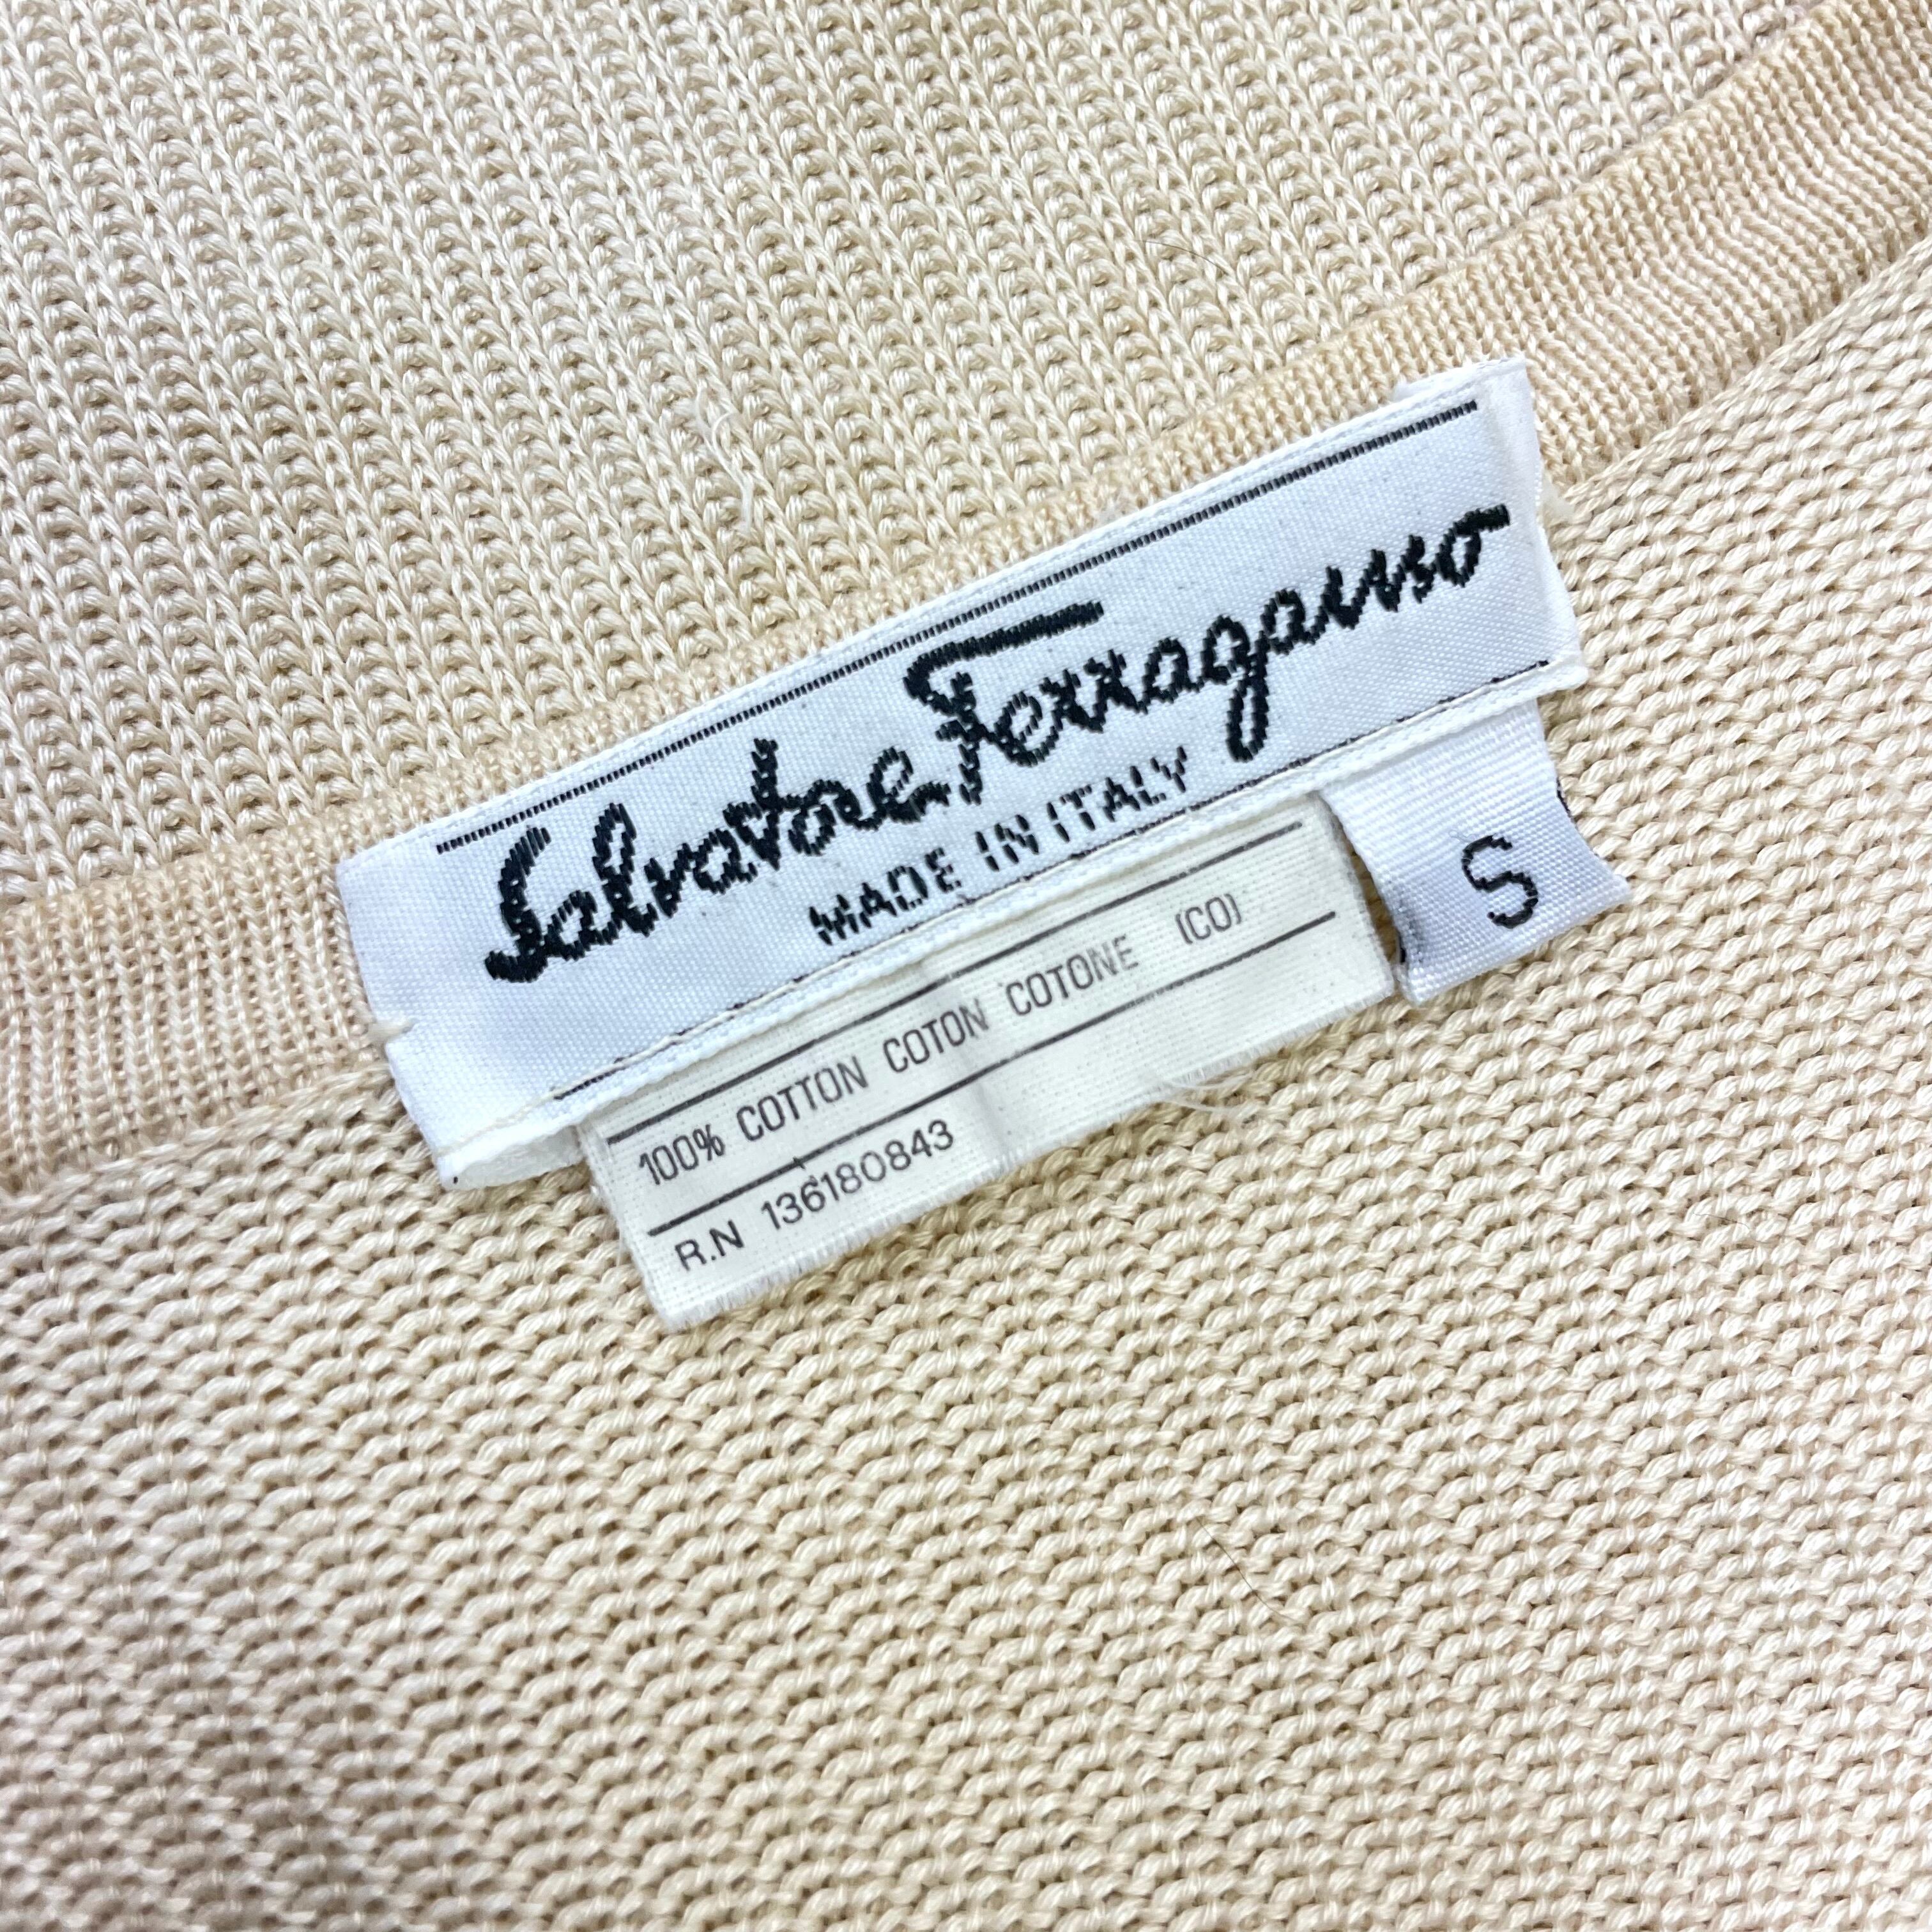 Salvatore Ferragamo
MADE IN ITALY
S
100% COTTON COTON COTONE (CO)
R.N 136180843